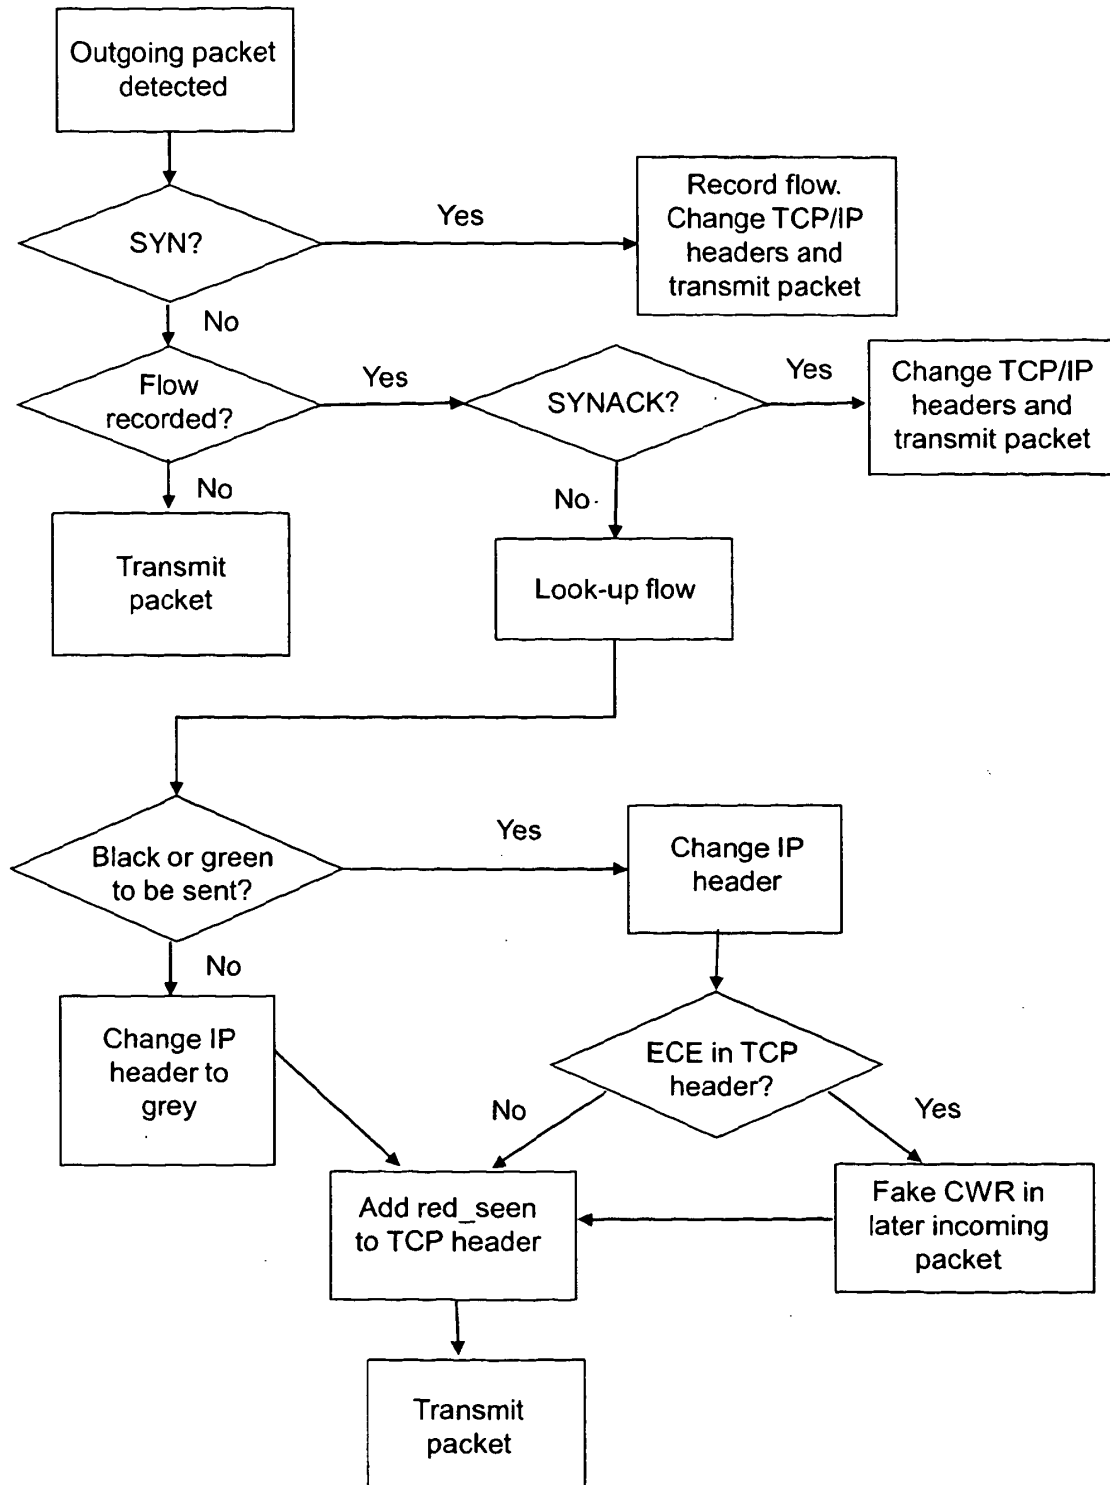 Outgoing packet
detected
SYN?
Yes
Record flow.
Change TCP/IP
headers and
transmit packet
No
Flow
recorded?
Yes
SYNACK?
Yes
Change TCP/IP
headers and
transmit packet
No
Transmit
packet
No
Look-up flow
Black or green
to be sent?
Yes
Change IP
header
No
Change IP
header to
grey
ECE in TCP
header?
No
Yes
Add red_seen
to TCP header
Fake CWR in
later incoming
packet
Transmit
packet